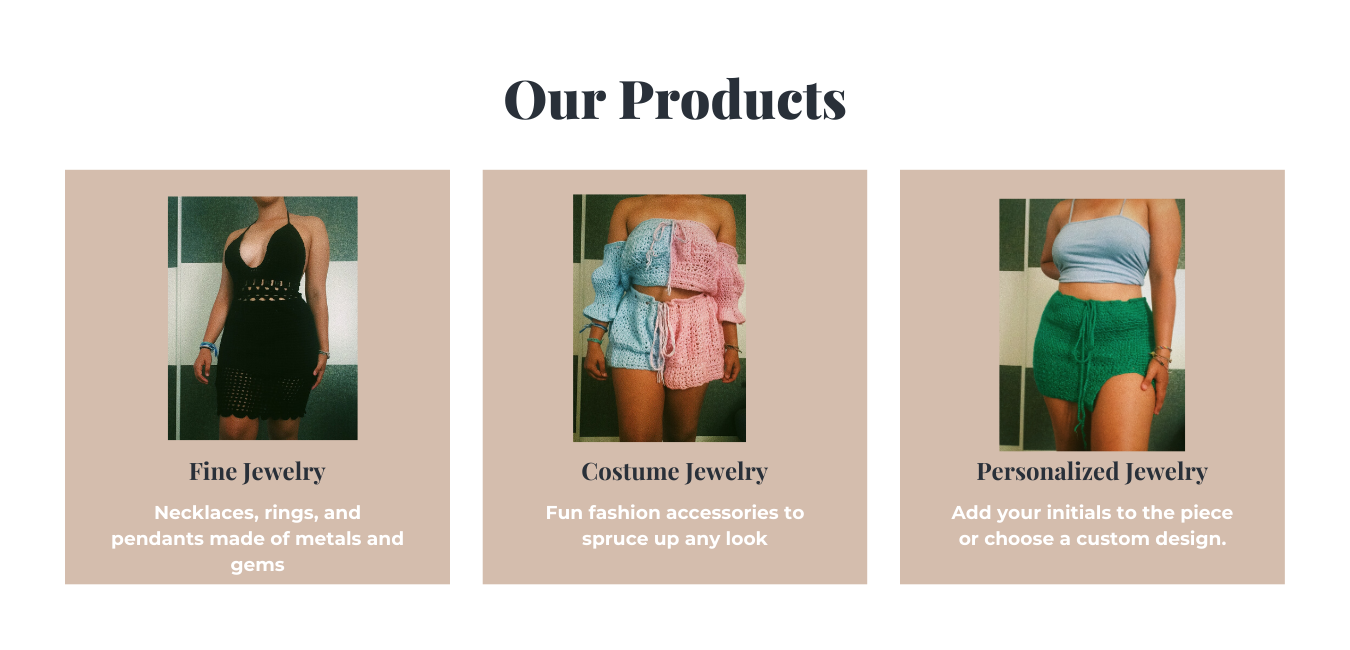 Our Products
Fine Jewelry
Necklaces, rings, and
pendants made of metals and
gems
Costume Jewelry
Fun fashion accessories to
spruce up any look
Personalized Jewelry
Add your initials to the piece
or choose a custom design.